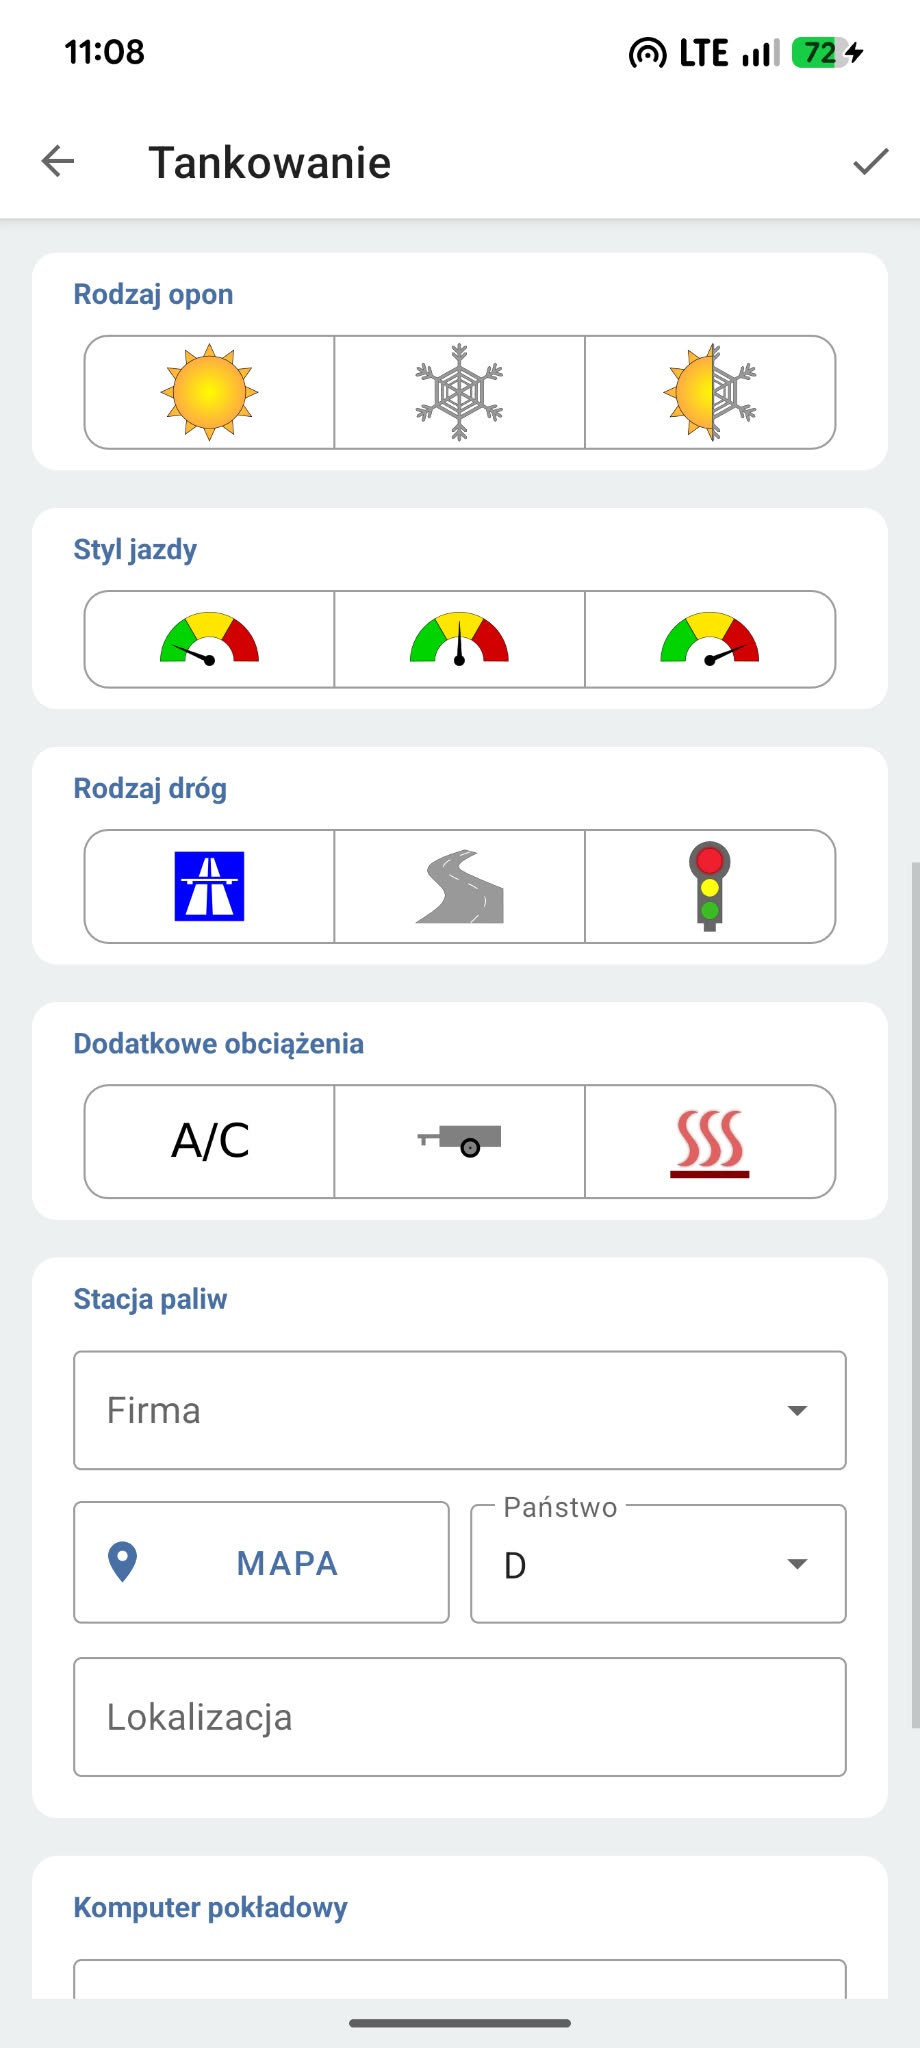 11:08
LTE
72
Tankowanie
Rodzaj opon
Styl jazdy
Rodzaj dróg
Dodatkowe obciążenia
A/C
Stacja paliw
Firma
MAPA
Państwo
D
Lokalizacja
Komputer pokładowy